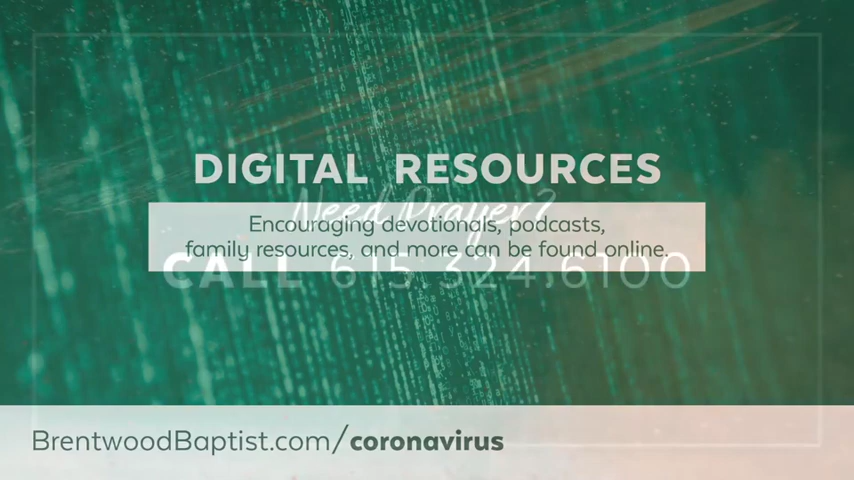 DIGITAL RESOURCES
Need Prayer?
Encouraging devotionals, podcasts,
family resources, and more can be found online.
CALL 615.324.6100
BrentwoodBaptist.com/coronavirus